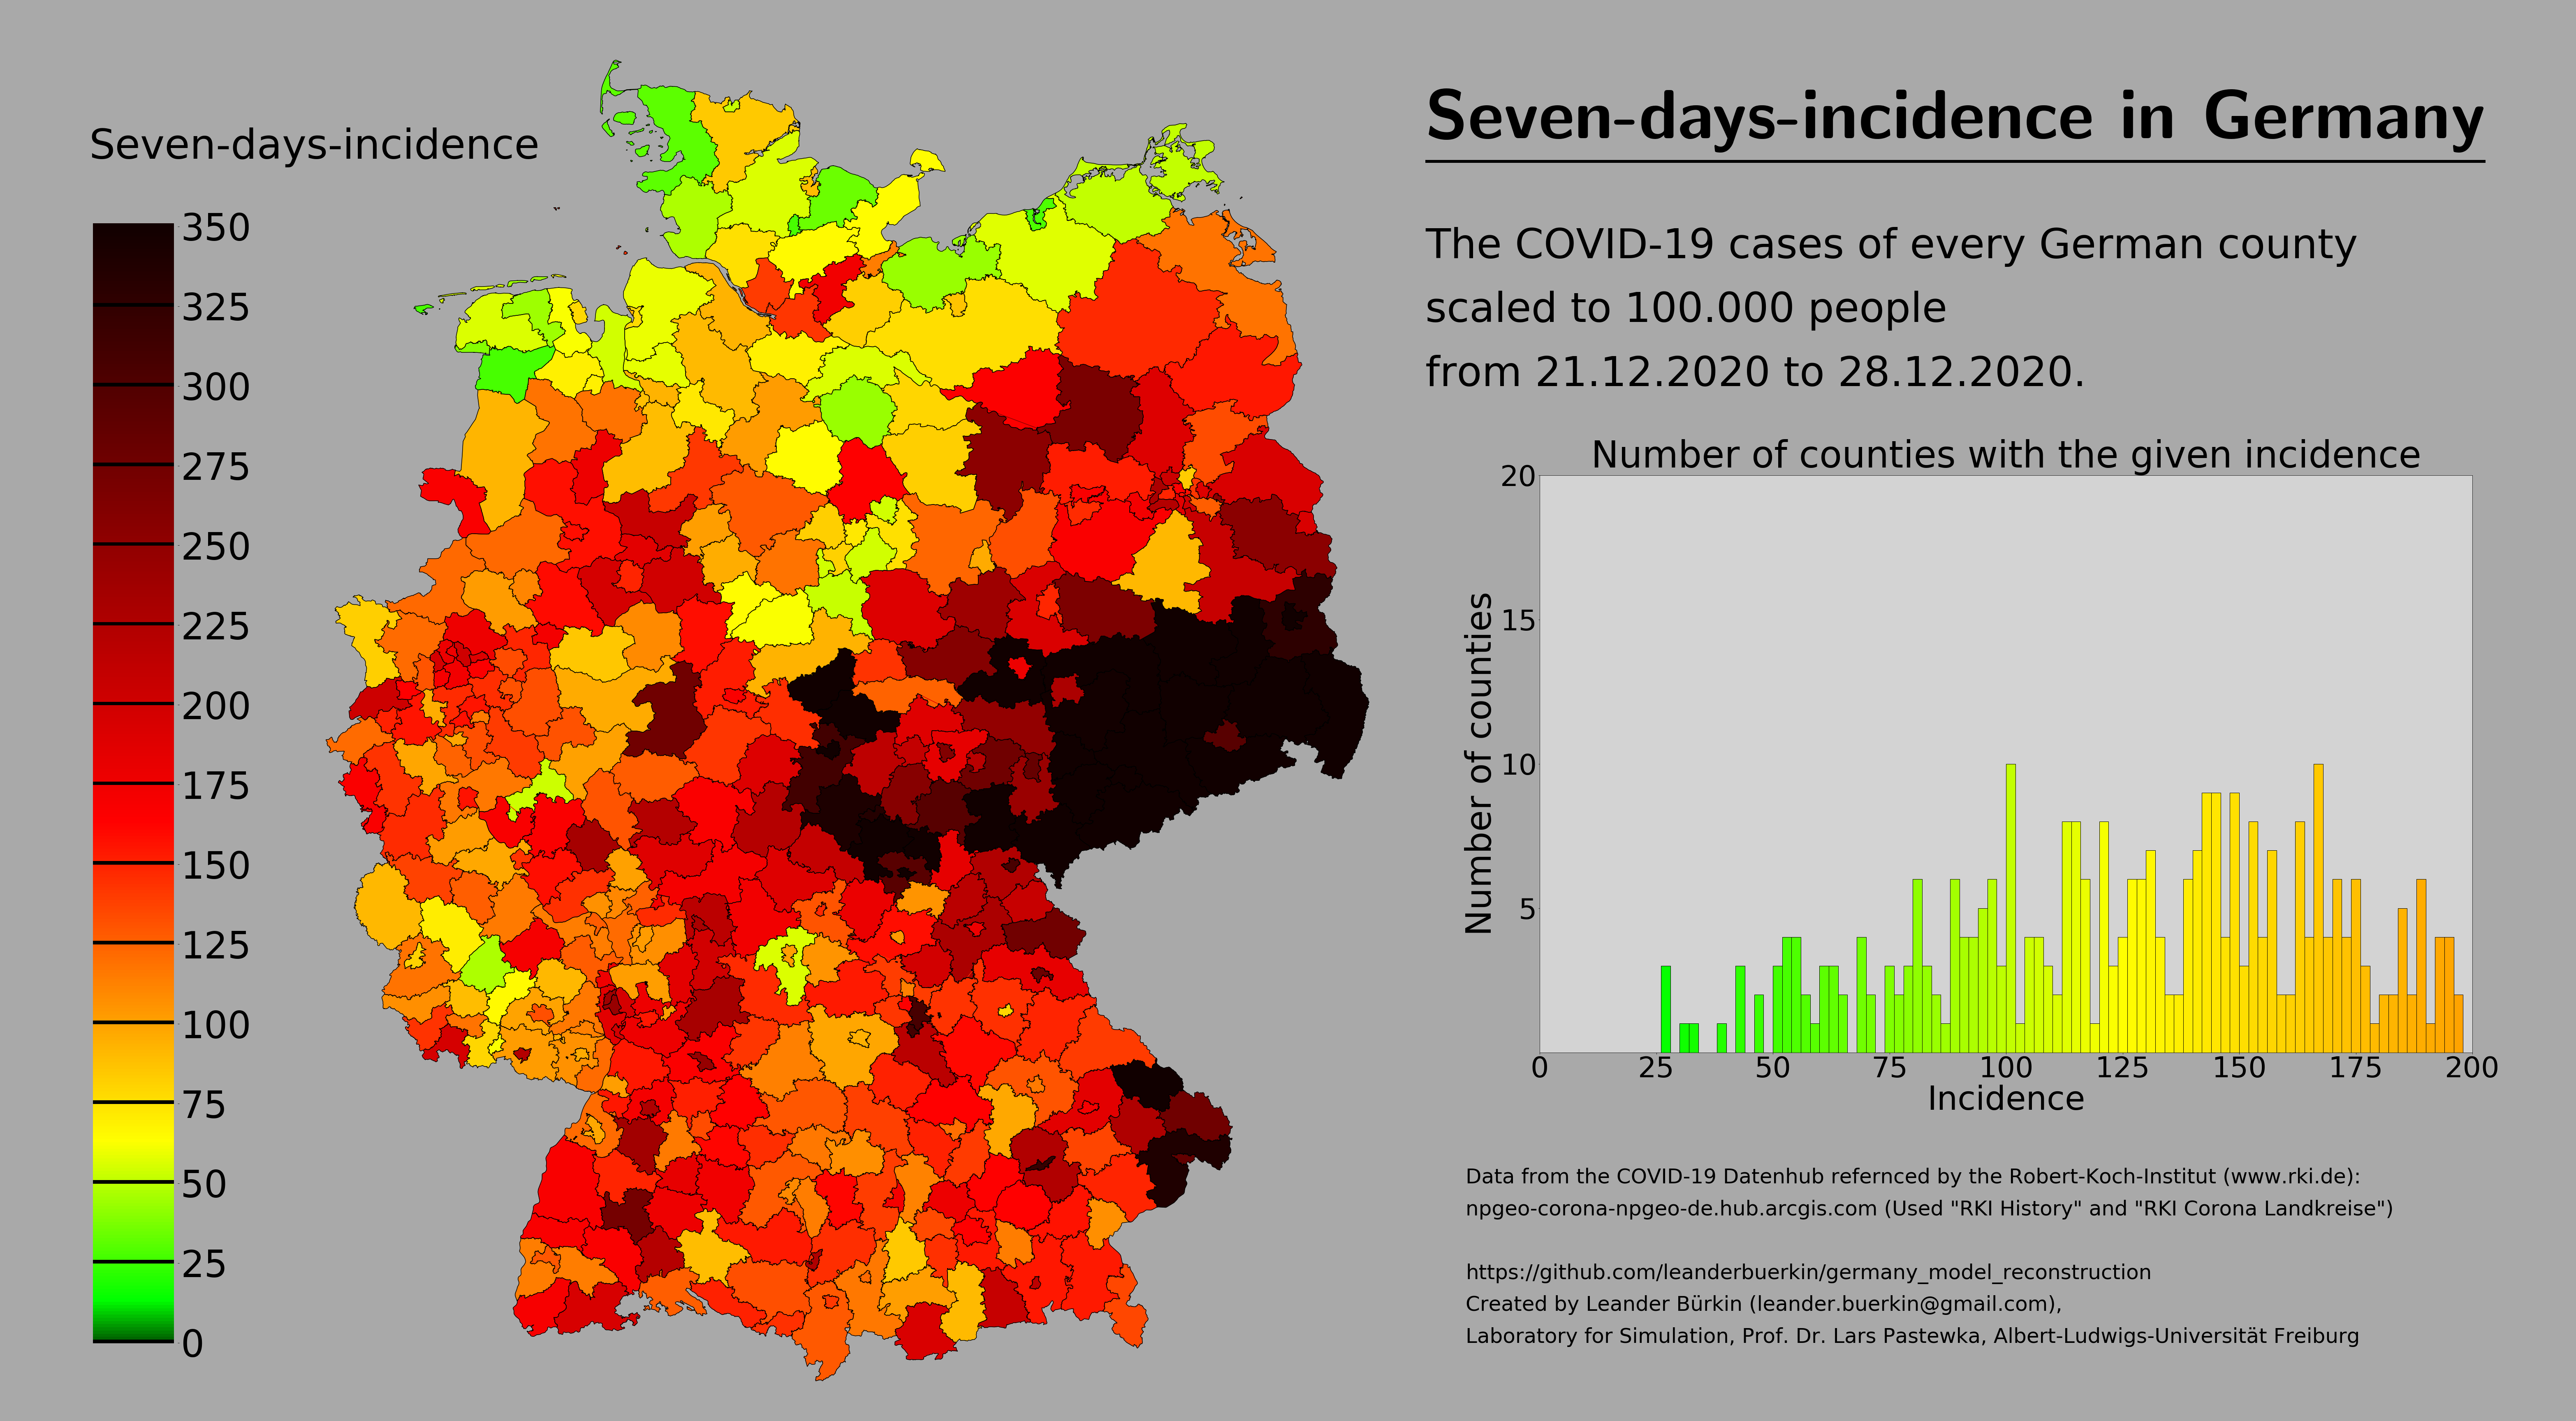 Seven-days-incidence in Germany
Seven-days-incidence
350
325
300
275
250
225
200
175
150
125
100
75
50
25
0
The COVID-19 cases of every German county
scaled to 100.000 people
from 21.12.2020 to 28.12.2020.
Number of counties with the given incidence
Number of counties
20
15
10
5
0 25 50 75 100 125 150 175 200
Incidence
Data from the COVID-19 Datenhub refernced by the Robert-Koch-Institut (www.rki.de):
npgeo-corona-npgeo-de.hub.arcgis.com (Used "RKI History" and "RKI Corona Landkreise")
https://github.com/leanderbuerkin/germany_model_reconstruction
Created by Leander Bürkin (leander.buerkin@gmail.com),
Laboratory for Simulation, Prof. Dr. Lars Pastewka, Albert-Ludwigs-Universität Freiburg